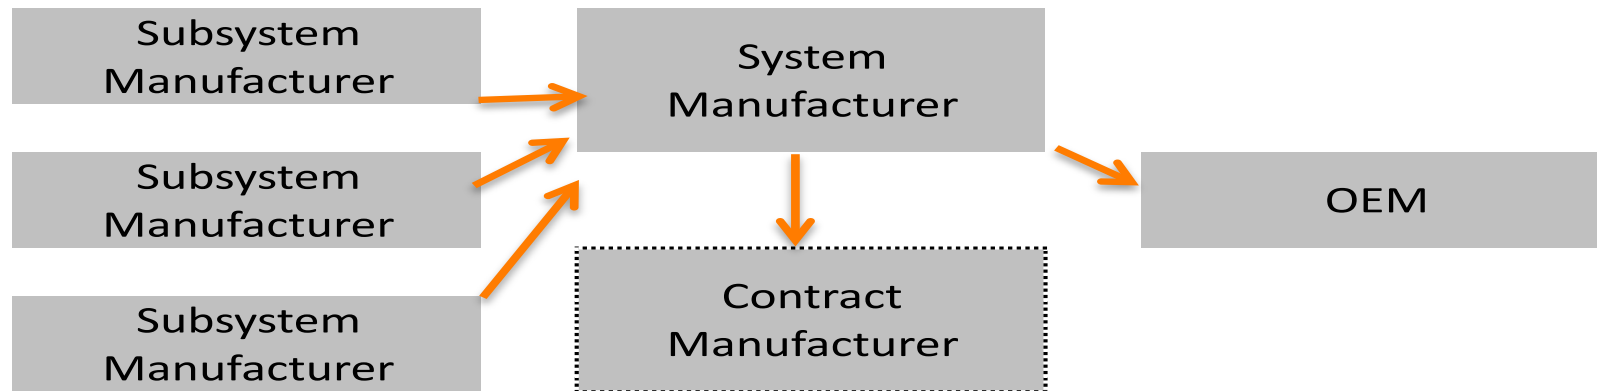 Subsystem
Manufacturer
System
Manufacturer
Subsystem
Manufacturer
OEM
Subsystem
Manufacturer
Contract
Manufacturer